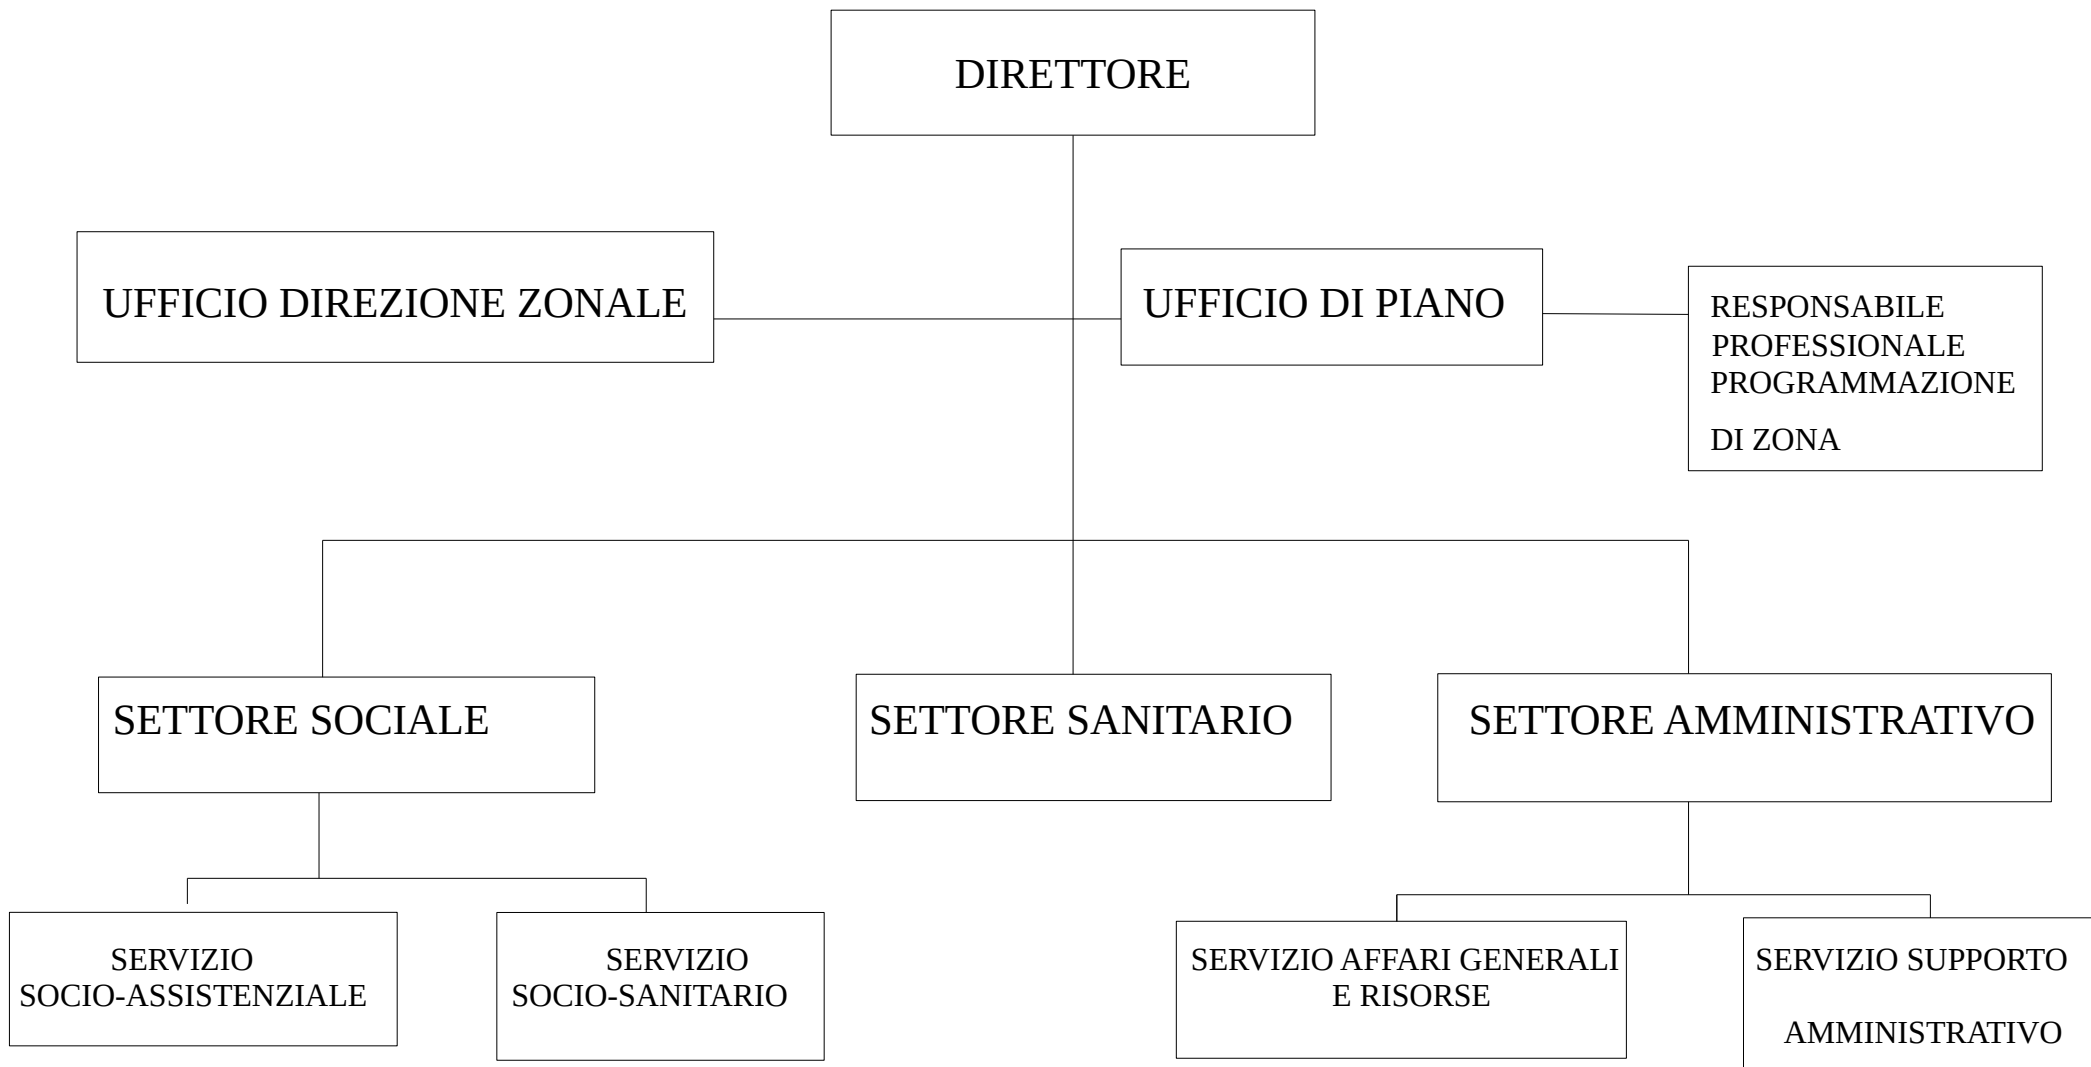 DIRETTORE
UFFICIO DIREZIONE ZONALE
UFFICIO DI PIANO
RESPONSABILE
PROFESSIONALE
PROGRAMMAZIONE
DI ZONA
SETTORE SOCIALE
SETTORE SANITARIO
SETTORE AMMINISTRATIVO
SERVIZIO
SOCIO-ASSISTENZIALE
SERVIZIO
SOCIO-SANITARIO
SERVIZIO AFFARI GENERALI
E RISORSE
SERVIZIO SUPPORTO
AMMINISTRATIVO